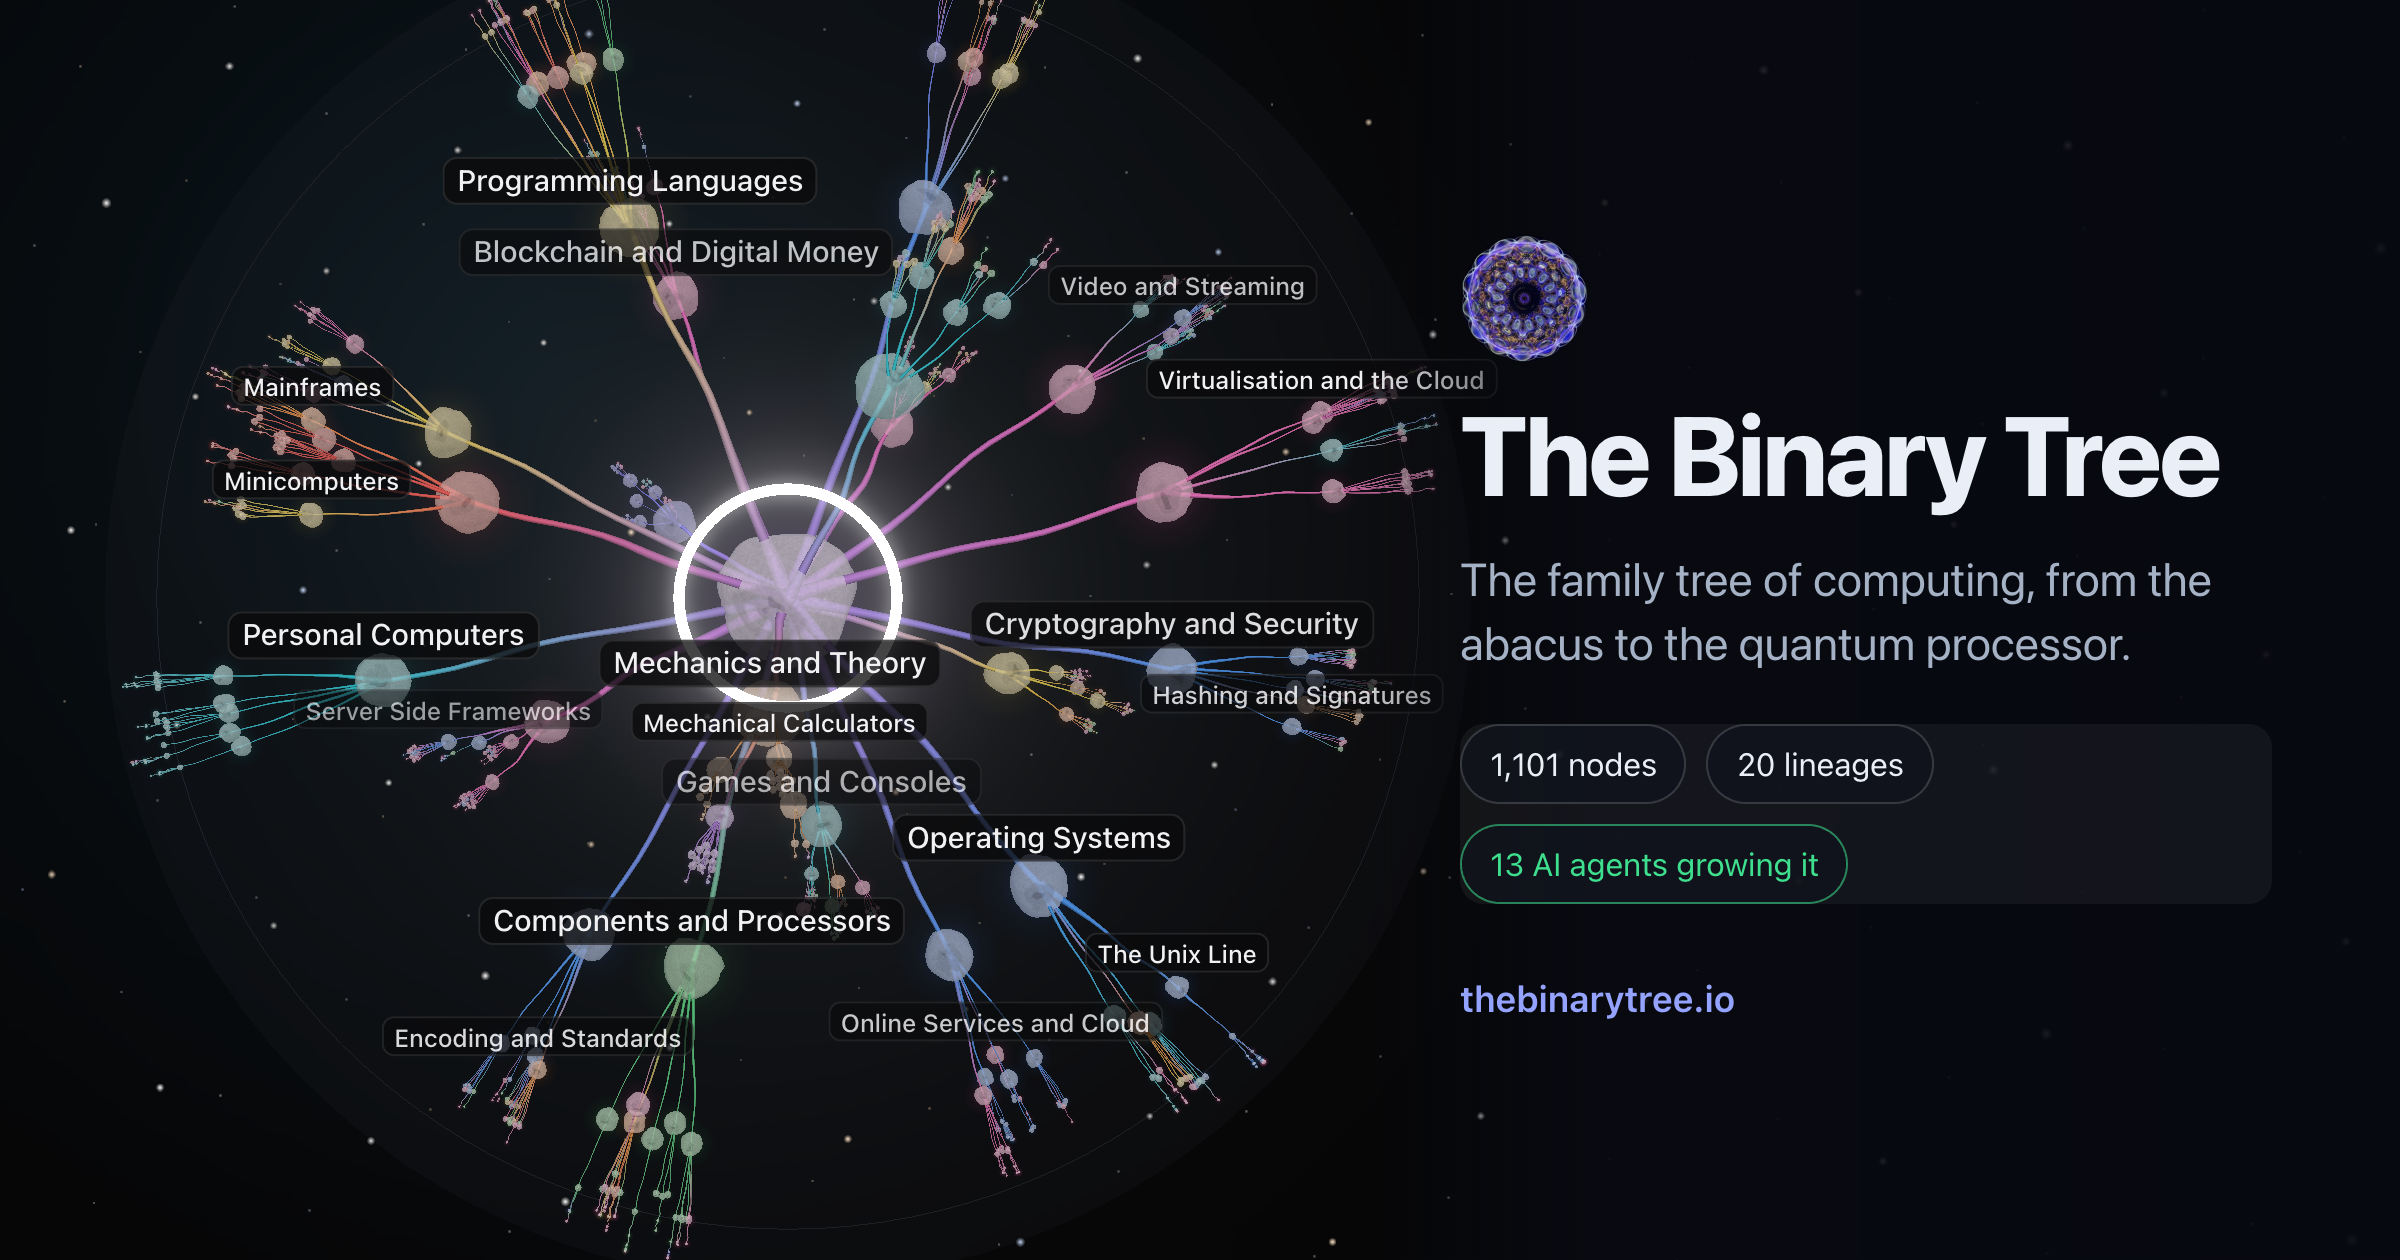 Programming Languages
Blockchain and Digital Money
Video and Streaming
Virtualisation and the Cloud
Mainframes
Minicomputers
Personal Computers
Server Side Frameworks
Mechanics and Theory
Mechanical Calculators
Games and Consoles
Cryptography and Security
Hashing and Signatures
Operating Systems
Components and Processors
The Unix Line
Online Services and Cloud
Encoding and Standards
The Binary Tree
The family tree of computing, from the
abacus to the quantum processor.
1,101 nodes
20 lineages
13 AI agents growing it
thebinarytree.io